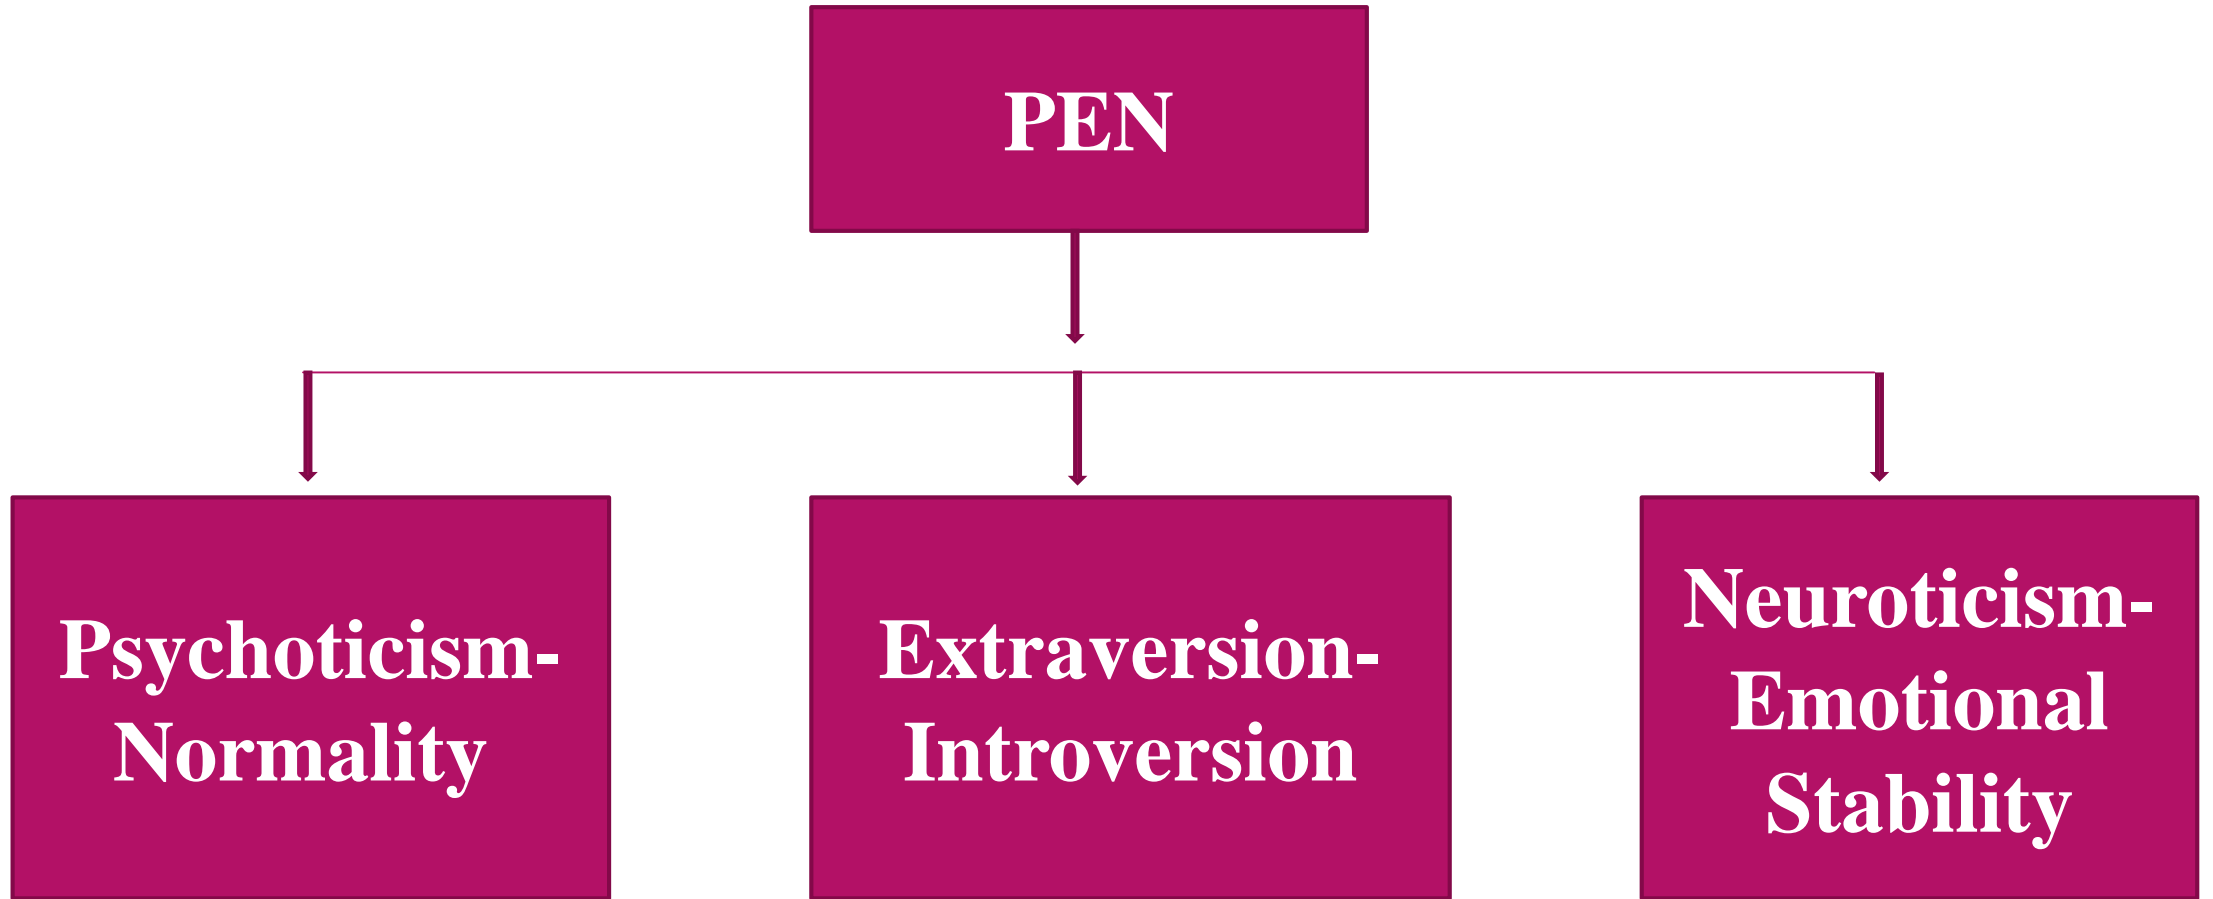 PEN
Psychoticism-
Normality
Extraversion-
Introversion
Neuroticism-
Emotional
Stability